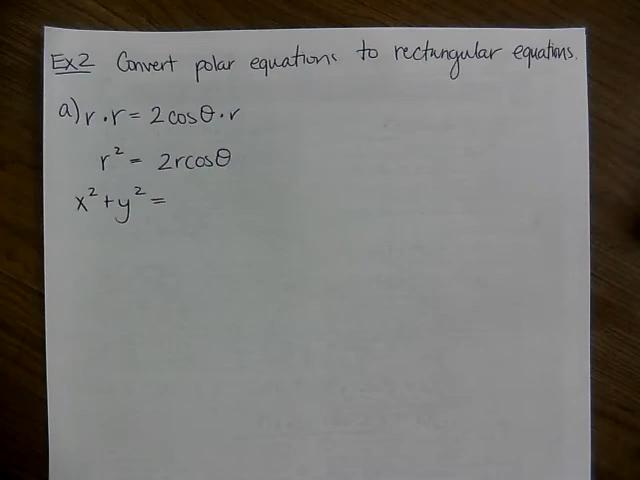 Ex2 Convert polar equations to rectangular equations.
a) r · r = 2cosθ · r
r² = 2rcosθ
x² + y² =